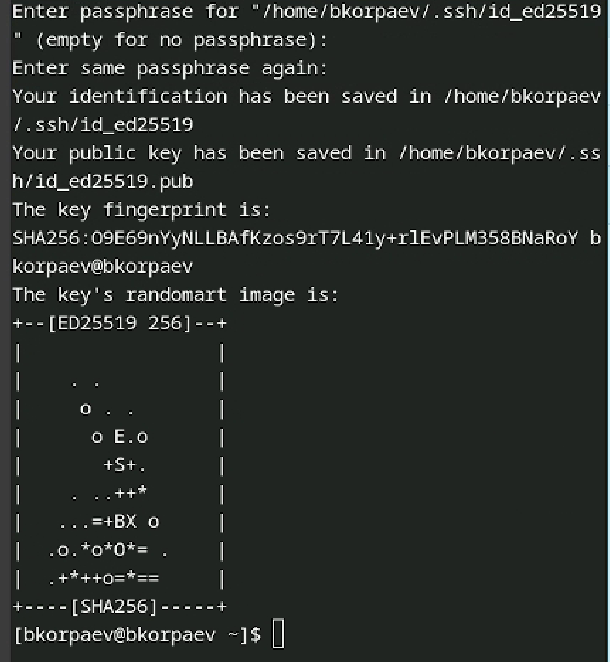 Enter passphrase for "/home/bkorpaev/.ssh/id_ed25519
" (empty for no passphrase):
Enter same passphrase again:
Your identification has been saved in /home/bkorpaev
/.ssh/id_ed25519
Your public key has been saved in /home/bkorpaev/.ss
h/id_ed25519.pub
The key fingerprint is:
SHA256:O9E69nYyNLLBAfKzos9rT7L41y+rlEvPLM358BNaRoY b
korpaev@bkorpaev
The key's randomart image is:
+--[ED25519 256]--+
|                 |
|    . .          |
|     o . .       |
|      o E.o      |
|       +S+.      |
|    . ..++*      |
|   ...=+BX o     |
|  .o.*o*O*= .    |
|  .+*++o=*==     |
+----[SHA256]-----+
[bkorpaev@bkorpaev ~]$